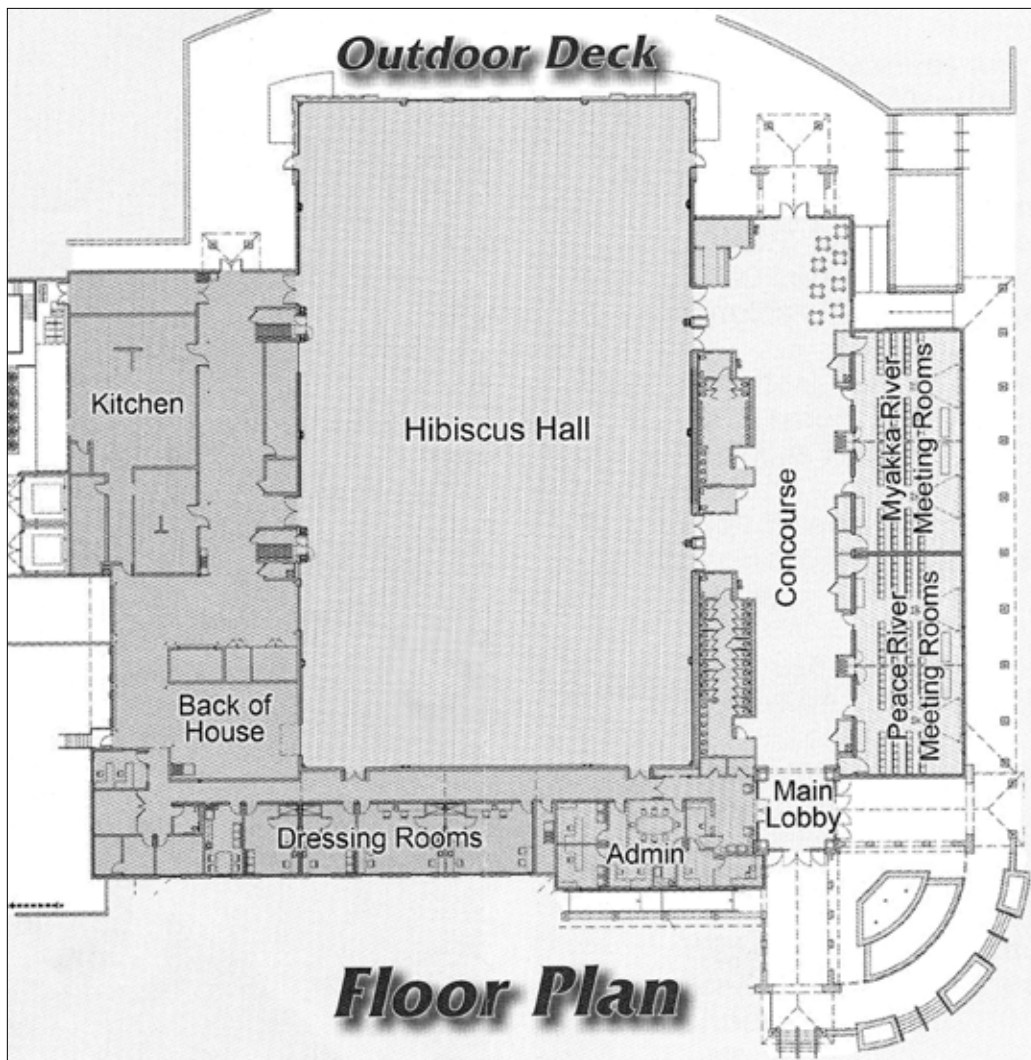 Outdoor Deck
Kitchen
Hibiscus Hall
Concourse
Myakka River
Meeting Rooms
Peace River
Meeting Rooms
Back of
House
Main
Lobby
Dressing Rooms
Admin
Floor Plan